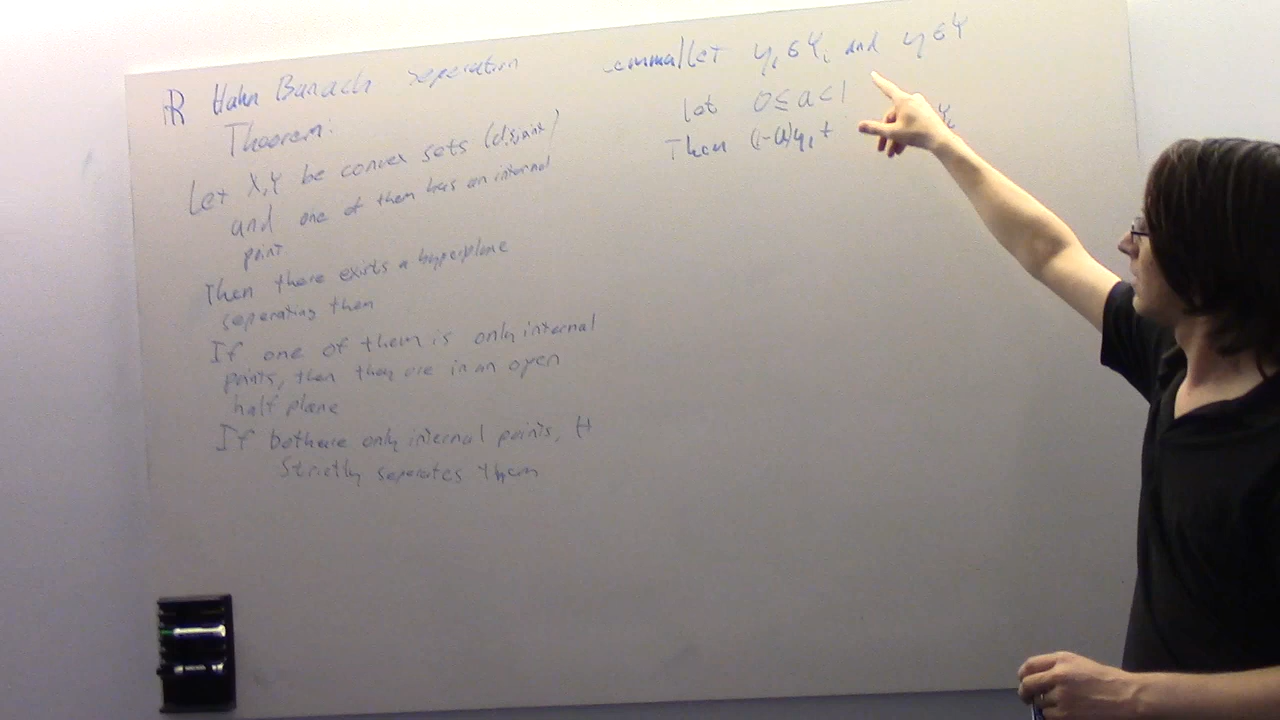 ℝ Hahn Banach Seperation
Theorem:
Let X,Y be convex sets (disjoint)
and one of them has an internal
point.
Then there exists a hyperplane
seperating them
If one of them is only internal
points, then they are in an open
half plane
If both are only internal points, H
Strictly seperates them
let y₁ ∈ Yᵢ and y ∈ Y
let 0 ≤ a < 1
Then (1-a)y₁ +